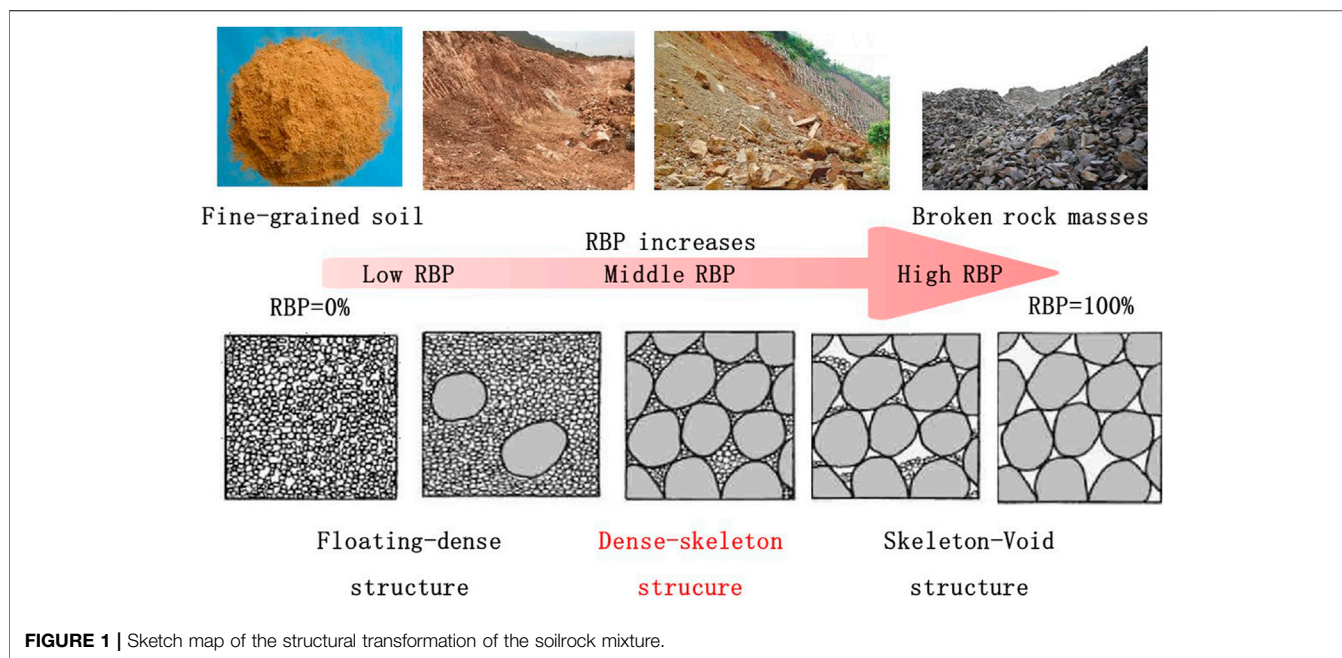 Fine-grained soil
Broken rock masses
RBP increases
Low RBP
Middle RBP
High RBP
RBP=0%
RBP=100%
Floating-dense
structure
Dense-skeleton
strucure
Skeleton-Void
structure
FIGURE 1 | Sketch map of the structural transformation of the soilrock mixture.